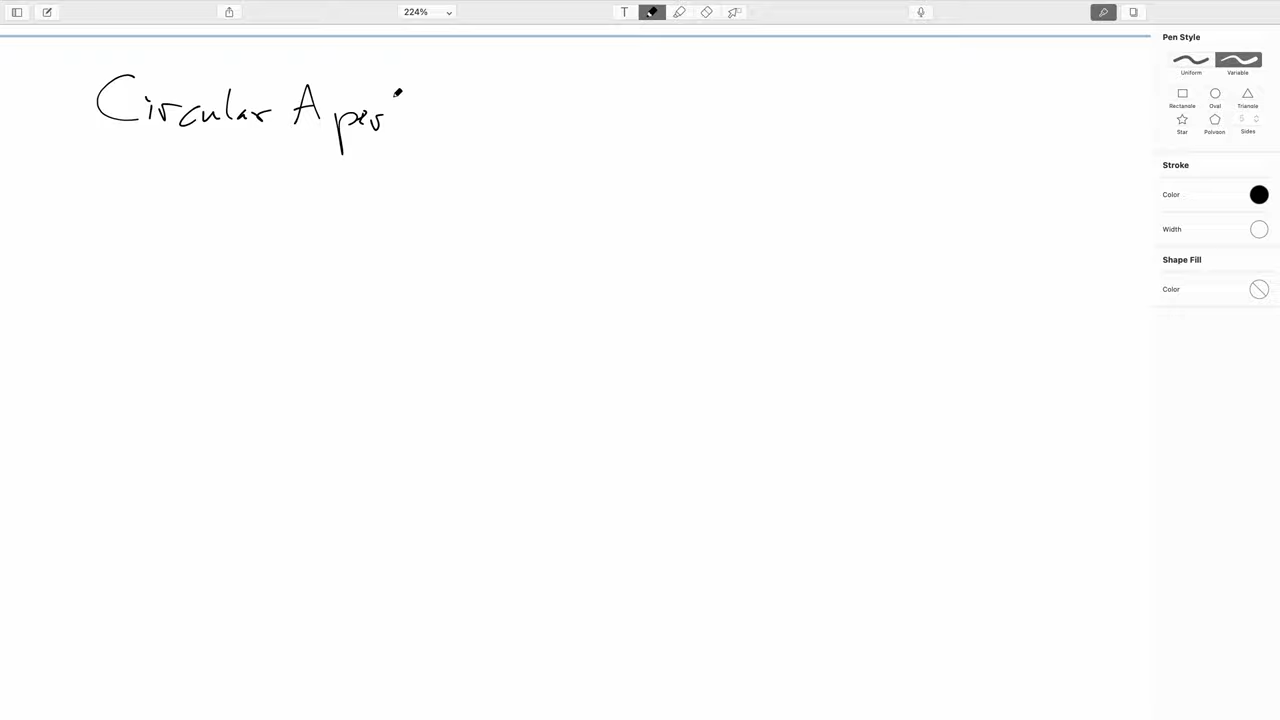 224%
T
Circular Aper
Pen Style
Uniform Variable
Rectangle Oval Triangle
6
Star Polygon Sides
Stroke
Color
Width
Shape Fill
Color